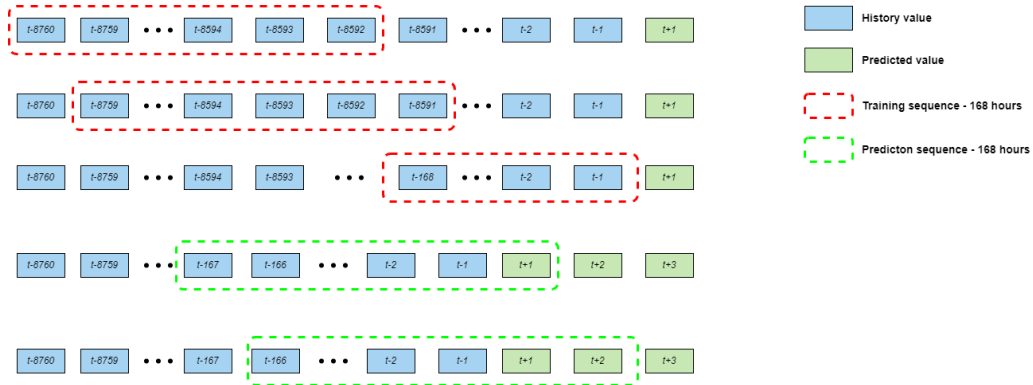 t-8760 t-8759 ••• t-8594 t-8593 t-8592 t-8591 ••• t-2 t-1 t+1
t-8760 t-8759 ••• t-8594 t-8593 t-8592 t-8591 ••• t-2 t-1 t+1
t-8760 t-8759 ••• t-8594 t-8593 ••• t-168 ••• t-2 t-1 t+1
t-8760 t-8759 ••• t-167 t-166 ••• t-2 t-1 t+1 t+2 t+3
t-8760 t-8759 ••• t-167 t-166 ••• t-2 t-1 t+1 t+2 t+3
History value
Predicted value
Training sequence - 168 hours
Predicton sequence - 168 hours